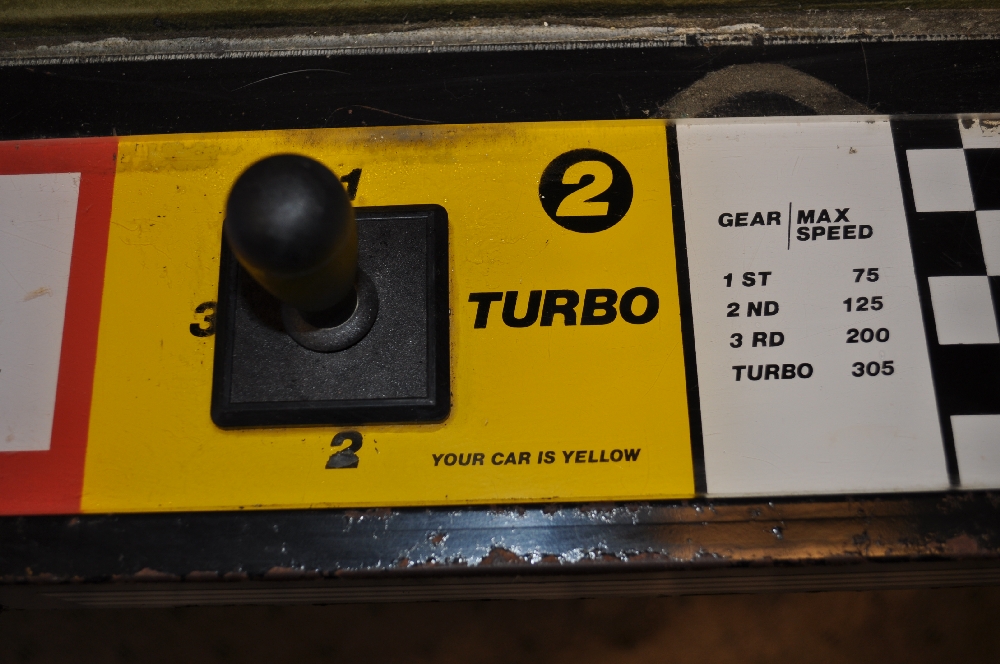 1
2
3
TURBO
2
YOUR CAR IS YELLOW
GEAR MAX SPEED
1 ST 75
2 ND 125
3 RD 200
TURBO 305